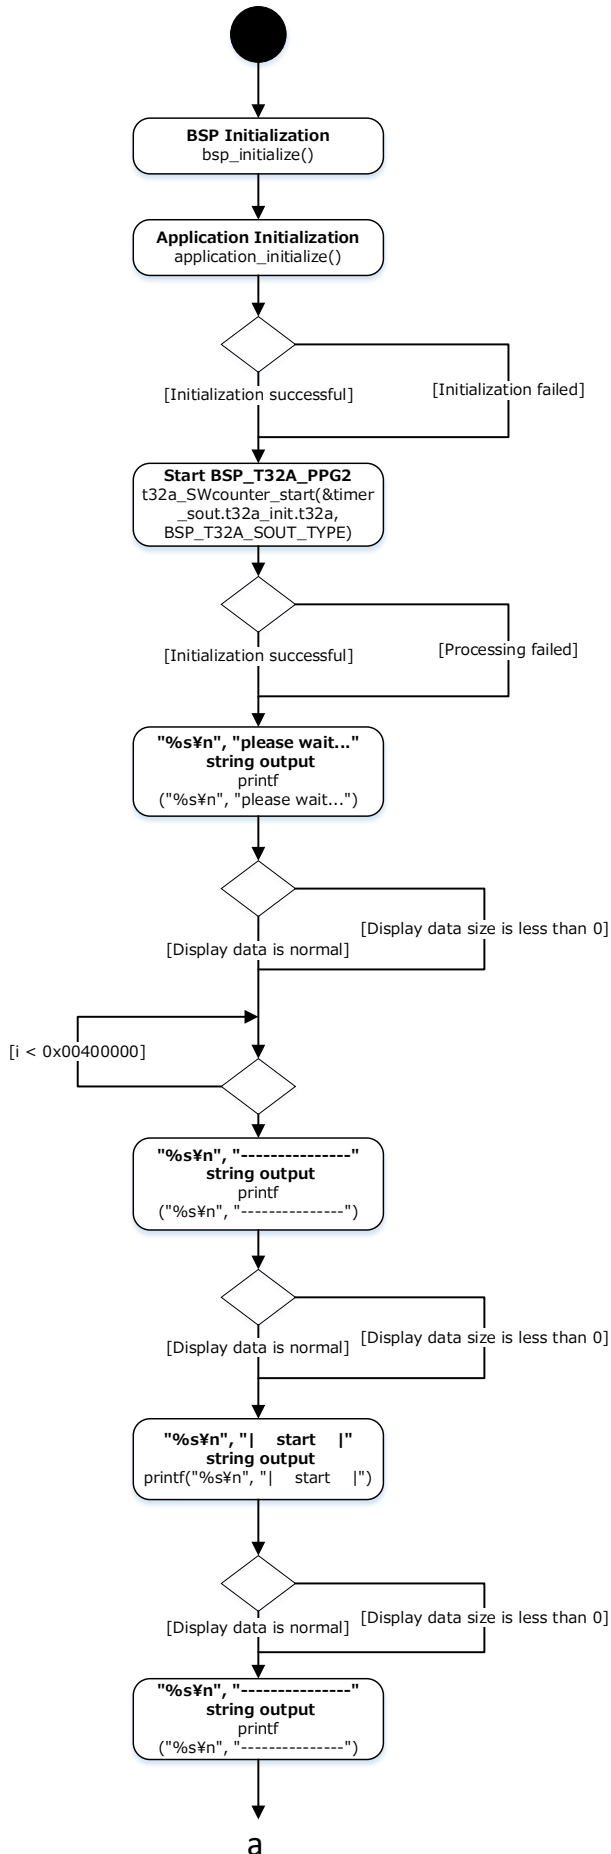 BSP Initialization
bsp_initialize()
Application Initialization
application_initialize()
[Initialization successful]
[Initialization failed]
Start BSP_T32A_PPG2
t32a_SWcounter_start(&timer
_sout.t32a_init.t32a,
BSP_T32A_SOUT_TYPE)
[Initialization successful]
[Processing failed]
"%s¥n", "please wait..."
string output
printf
("%s¥n", "please wait...")
[Display data size is less than 0]
[Display data is normal]
[i < 0x00400000]
"%s¥n", "---------------"
string output
printf
("%s¥n", "---------------")
[Display data size is less than 0]
[Display data is normal]
"%s¥n", "|    start    |"
string output
printf("%s¥n", "|    start    |")
[Display data size is less than 0]
[Display data is normal]
"%s¥n", "---------------"
string output
printf
("%s¥n", "---------------")
a